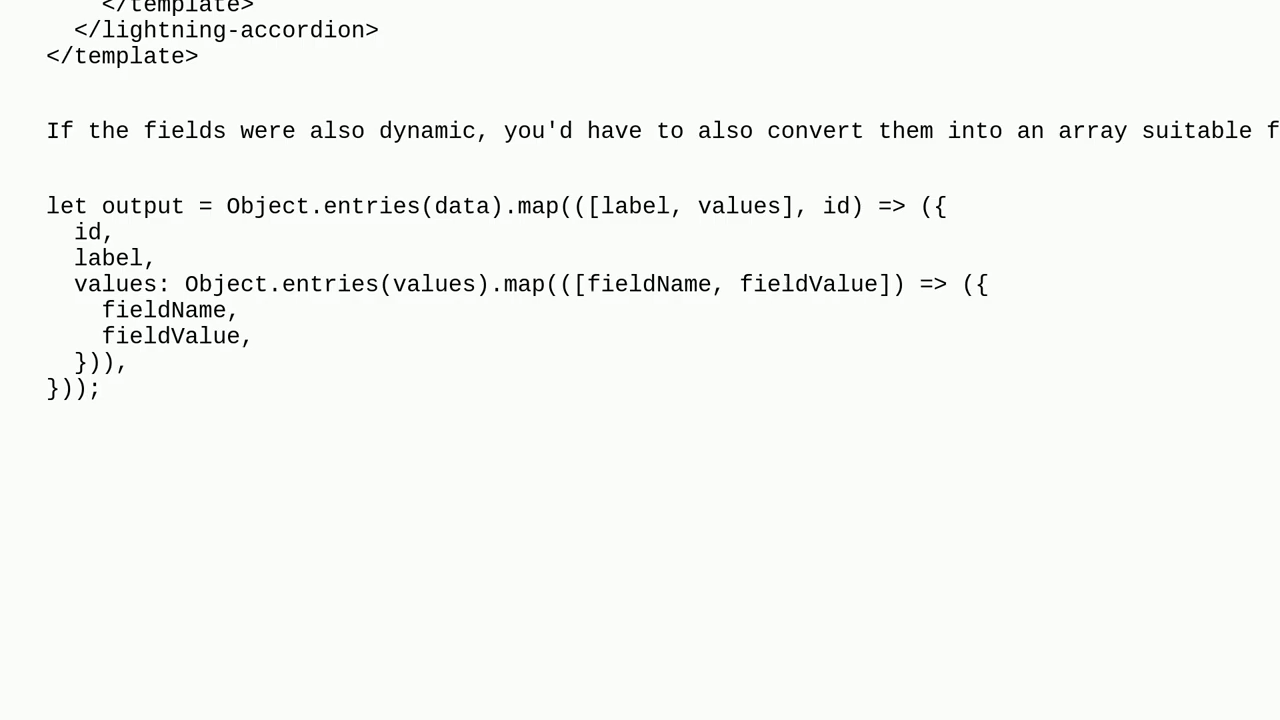 </template>
  </lightning-accordion>
</template>
If the fields were also dynamic, you'd have to also convert them into an array suitable f
let output = Object.entries(data).map(([label, values], id) => ({
  id,
  label,
  values: Object.entries(values).map(([fieldName, fieldValue]) => ({
    fieldName,
    fieldValue,
  })),
}));